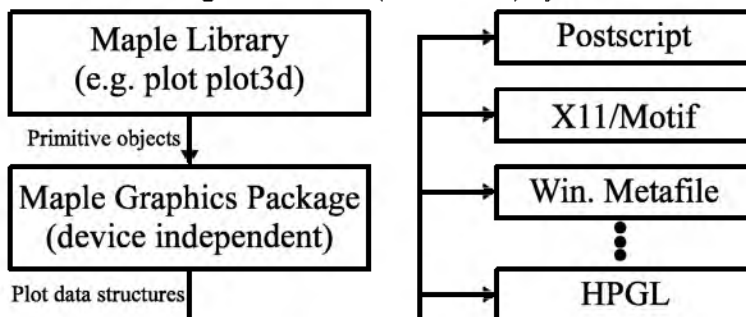 Maple Library
(e.g. plot plot3d)
Primitive objects
Maple Graphics Package
(device independent)
Plot data structures
Postscript
X11/Motif
Win. Metafile
HPGL